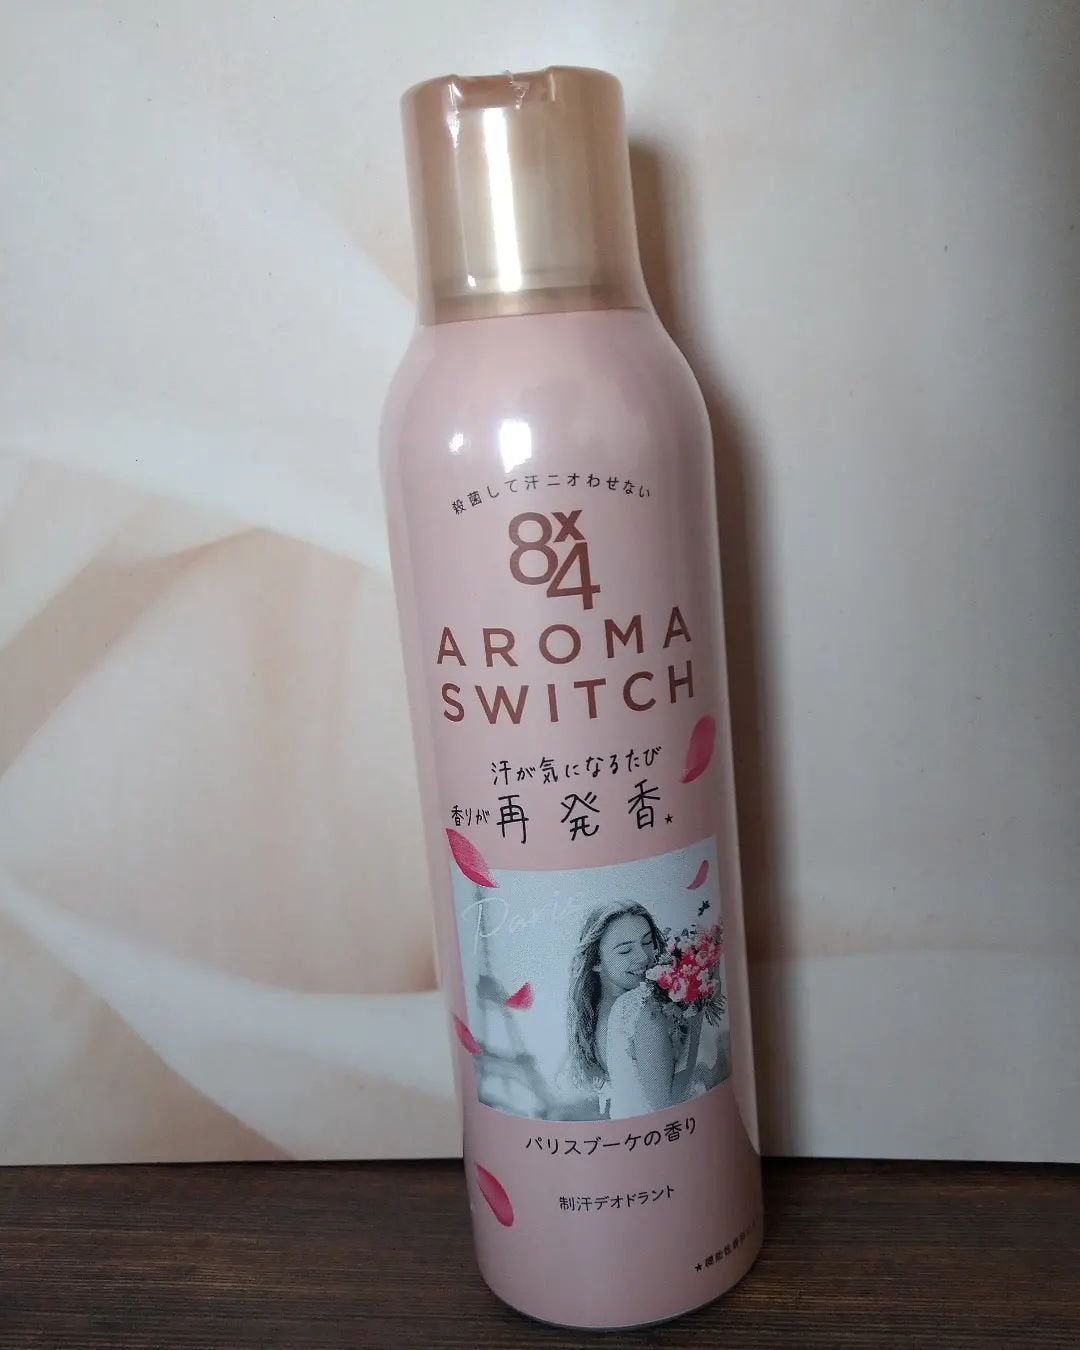 殺菌して汗ニオわせない
8x4
AROMA
SWITCH
汗が気になるたび
香りが再発香★
Paris
パリスブーケの香り
制汗デオドラント